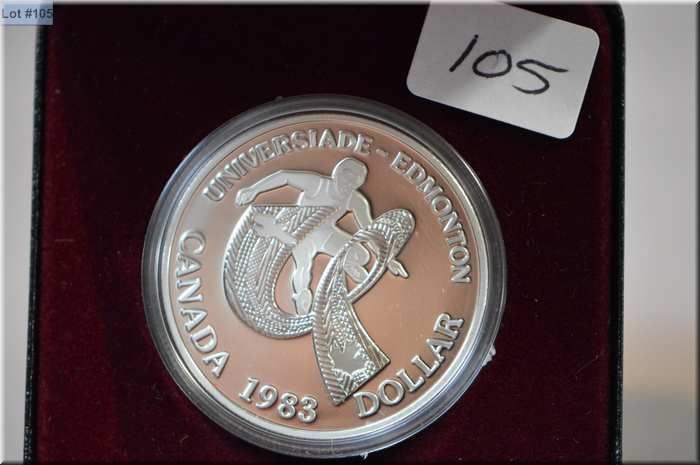 Lot #105
105
UNIVERSIADE - EDMONTON
CANADA 1983 DOLLAR